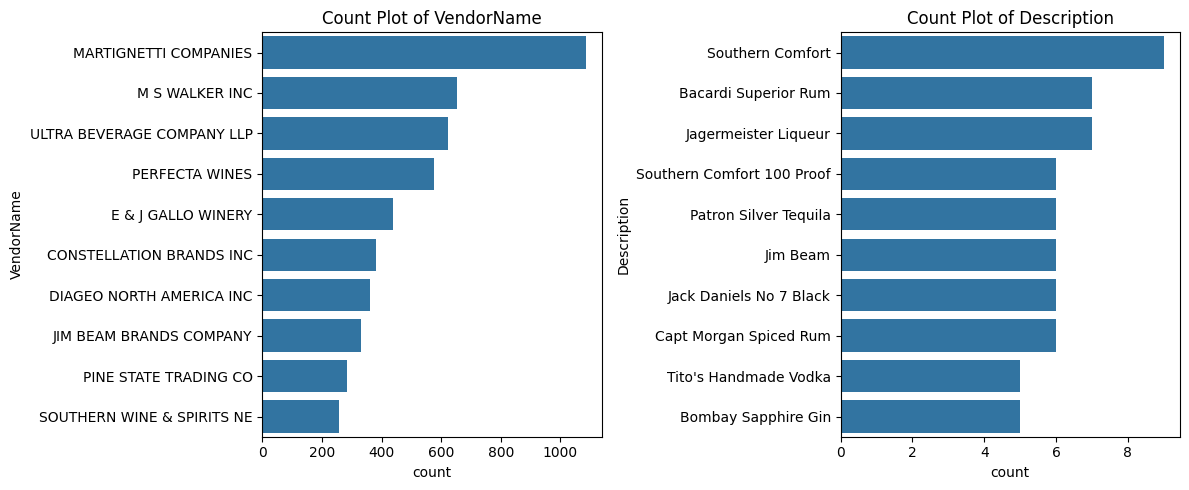 Count Plot of VendorName
VendorName
MARTIGNETTI COMPANIES
M S WALKER INC
ULTRA BEVERAGE COMPANY LLP
PERFECTA WINES
E & J GALLO WINERY
CONSTELLATION BRANDS INC
DIAGEO NORTH AMERICA INC
JIM BEAM BRANDS COMPANY
PINE STATE TRADING CO
SOUTHERN WINE & SPIRITS NE
0 200 400 600 800 1000
count
Count Plot of Description
Description
Southern Comfort
Bacardi Superior Rum
Jagermeister Liqueur
Southern Comfort 100 Proof
Patron Silver Tequila
Jim Beam
Jack Daniels No 7 Black
Capt Morgan Spiced Rum
Tito's Handmade Vodka
Bombay Sapphire Gin
0 2 4 6 8
count